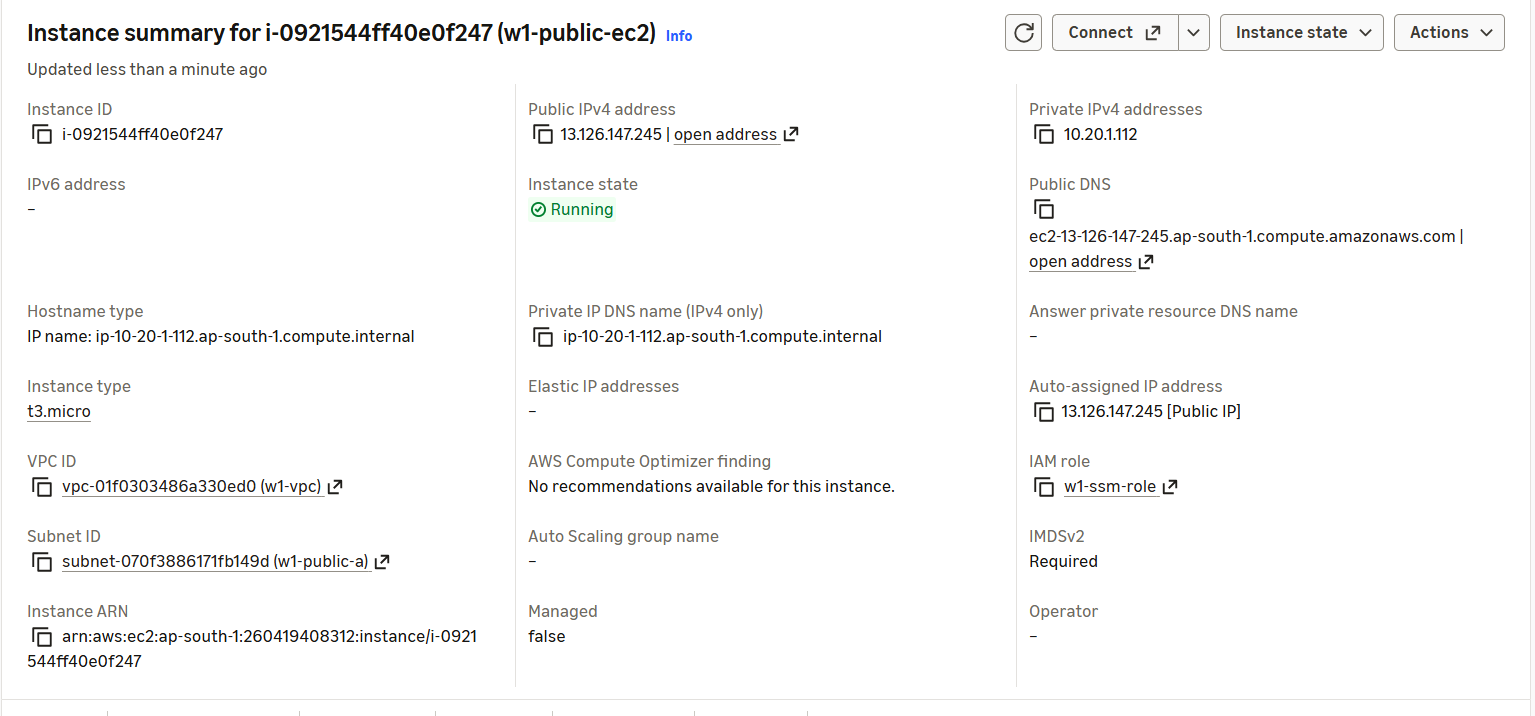 Instance summary for i-0921544ff40e0f247 (w1-public-ec2) Info
Connect
Instance state
Actions
Updated less than a minute ago
Instance ID
i-0921544ff40e0f247
Public IPv4 address
13.126.147.245 | open address
Private IPv4 addresses
10.20.1.112
IPv6 address
–
Instance state
Running
Public DNS
ec2-13-126-147-245.ap-south-1.compute.amazonaws.com |
open address
Hostname type
IP name: ip-10-20-1-112.ap-south-1.compute.internal
Private IP DNS name (IPv4 only)
ip-10-20-1-112.ap-south-1.compute.internal
Answer private resource DNS name
–
Instance type
t3.micro
Elastic IP addresses
–
Auto-assigned IP address
13.126.147.245 [Public IP]
VPC ID
vpc-01f0303486a330ed0 (w1-vpc)
AWS Compute Optimizer finding
No recommendations available for this instance.
IAM role
w1-ssm-role
Subnet ID
subnet-070f3886171fb149d (w1-public-a)
Auto Scaling group name
–
IMDSv2
Required
Instance ARN
arn:aws:ec2:ap-south-1:260419408312:instance/i-0921
544ff40e0f247
Managed
false
Operator
–